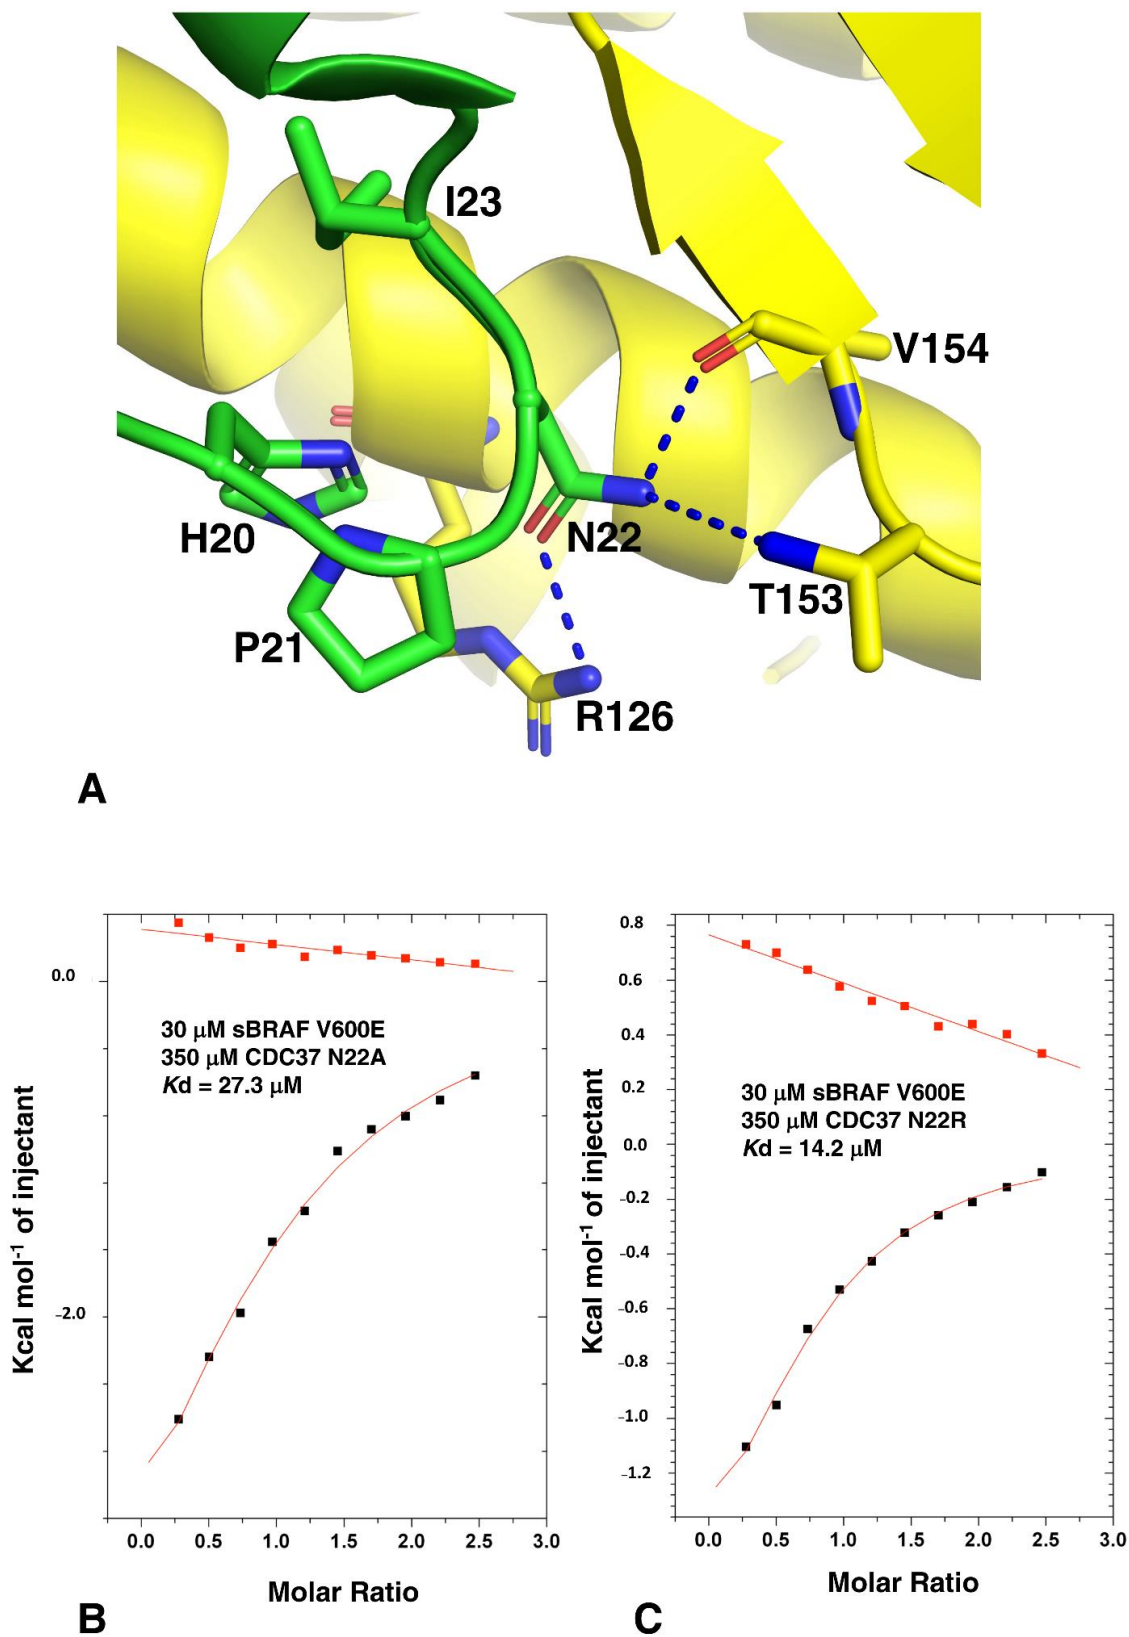 I23
V154
H20
N22
T153
P21
R126
A
Kcal mol⁻¹ of injectant
0.0
−2.0
30 μM sBRAF V600E
350 μM CDC37 N22A
Kd = 27.3 μM
0.0 0.5 1.0 1.5 2.0 2.5 3.0
Molar Ratio
B
Kcal mol⁻¹ of injectant
0.8
0.6
0.4
0.2
0.0
−0.2
−0.4
−0.6
−0.8
−1.0
−1.2
30 μM sBRAF V600E
350 μM CDC37 N22R
Kd = 14.2 μM
0.0 0.5 1.0 1.5 2.0 2.5 3.0
Molar Ratio
C